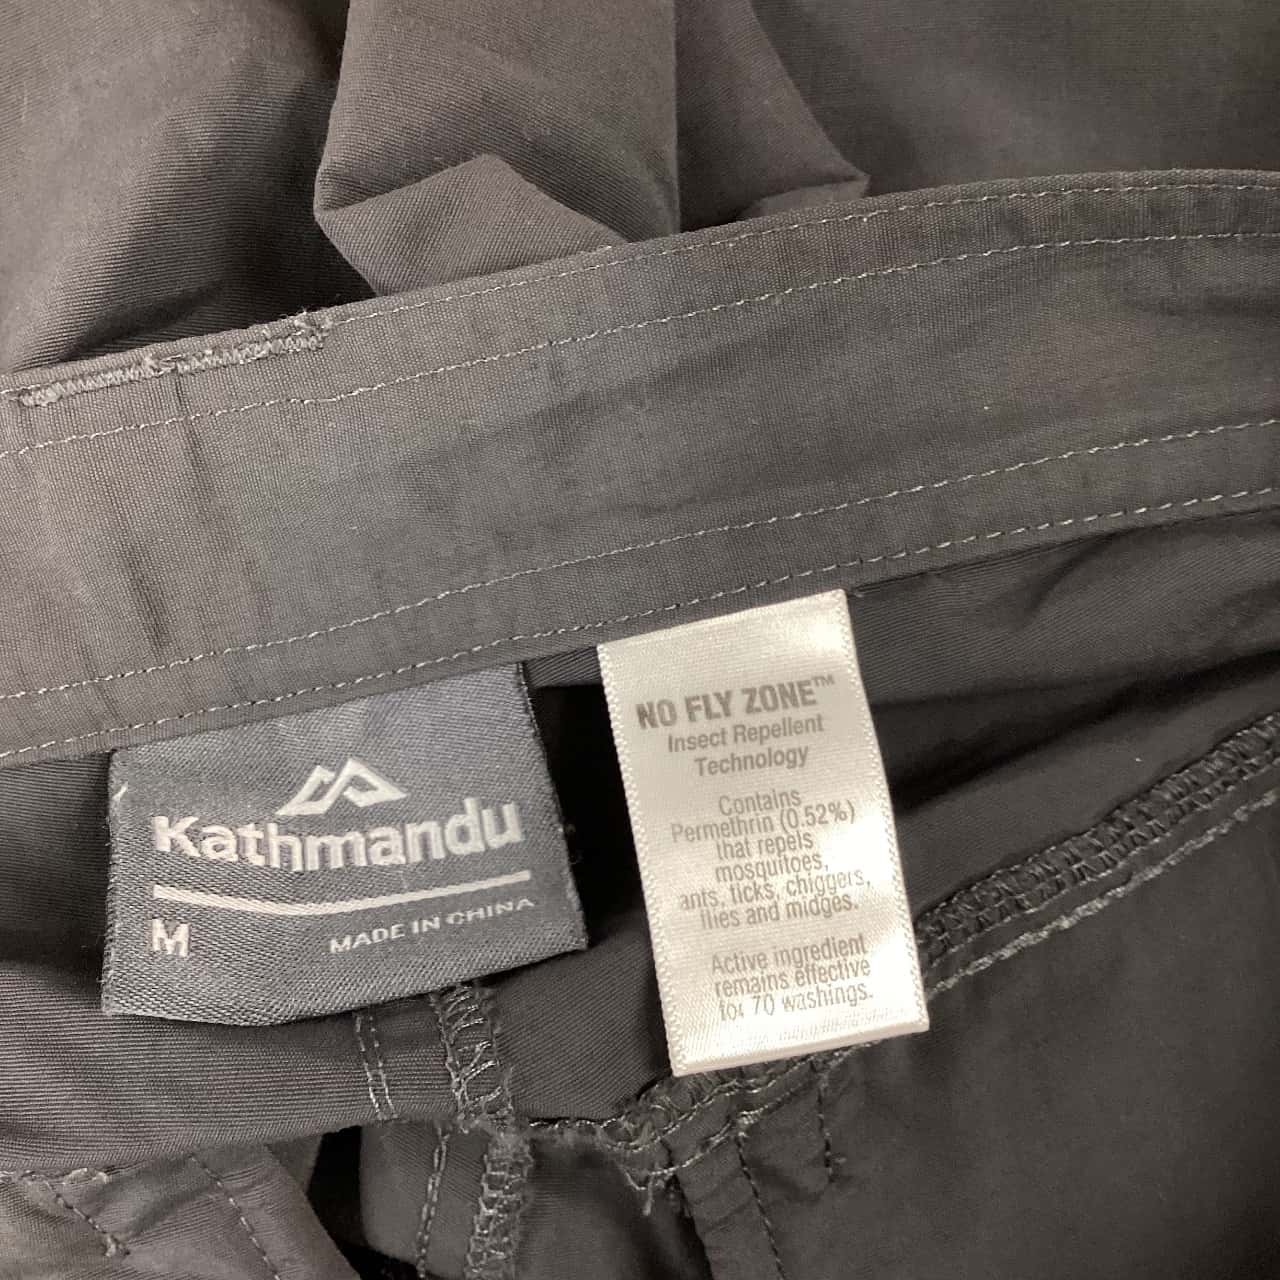 Kathmandu
M
MADE IN CHINA
NO FLY ZONE™
Insect Repellent
Technology
Contains
Permethrin (0.52%)
that repels
mosquitoes,
ants, ticks, chiggers,
flies and midges.
Active ingredient
remains effective
for 70 washings.